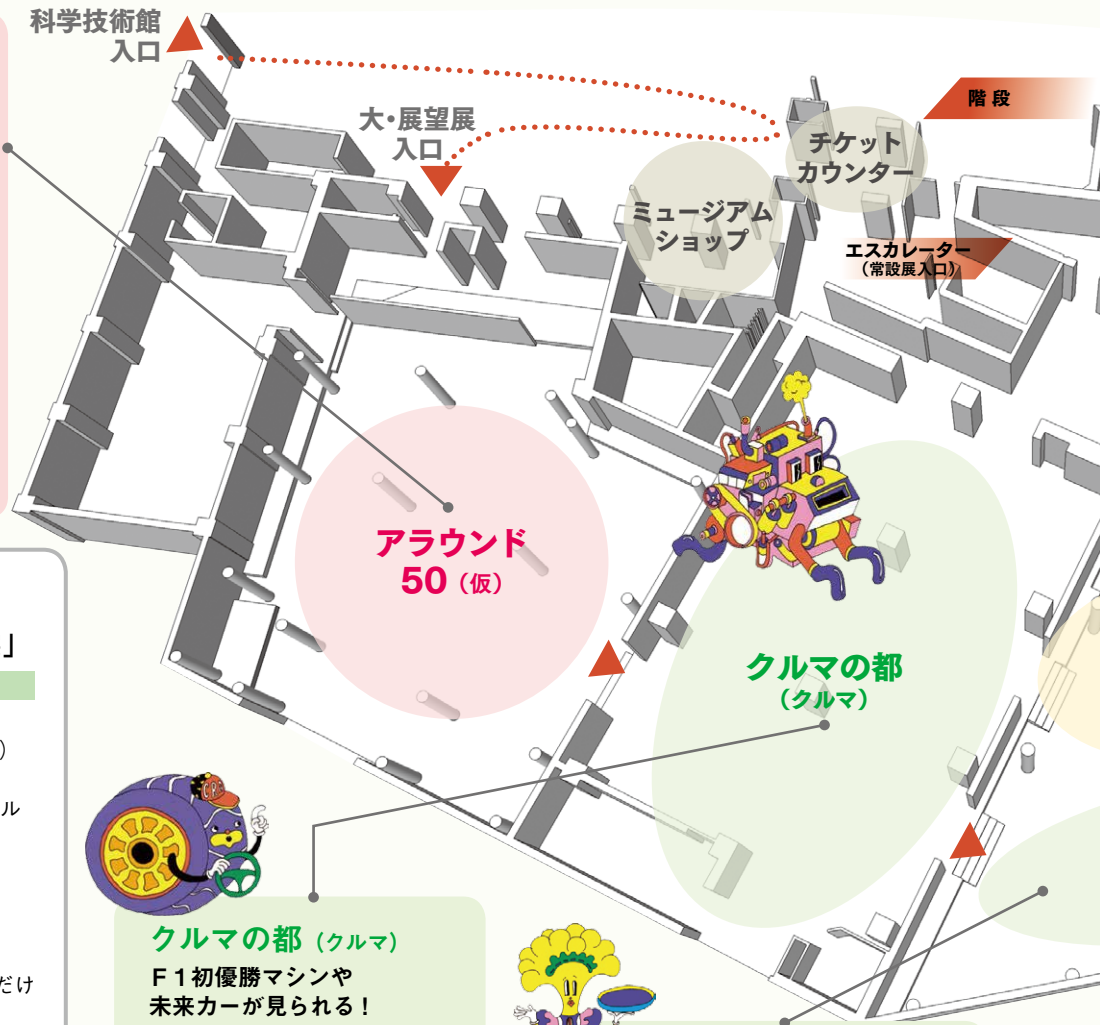 科学技術館
入口
大・展望展
入口
階段
チケット
カウンター
ミュージアム
ショップ
エスカレーター
（常設展入口）
アラウンド
50（仮）
クルマの都
（クルマ）
」
）
ル
だけ
CPC
クルマの都（クルマ）
F1初優勝マシンや
未来カーが見られる！